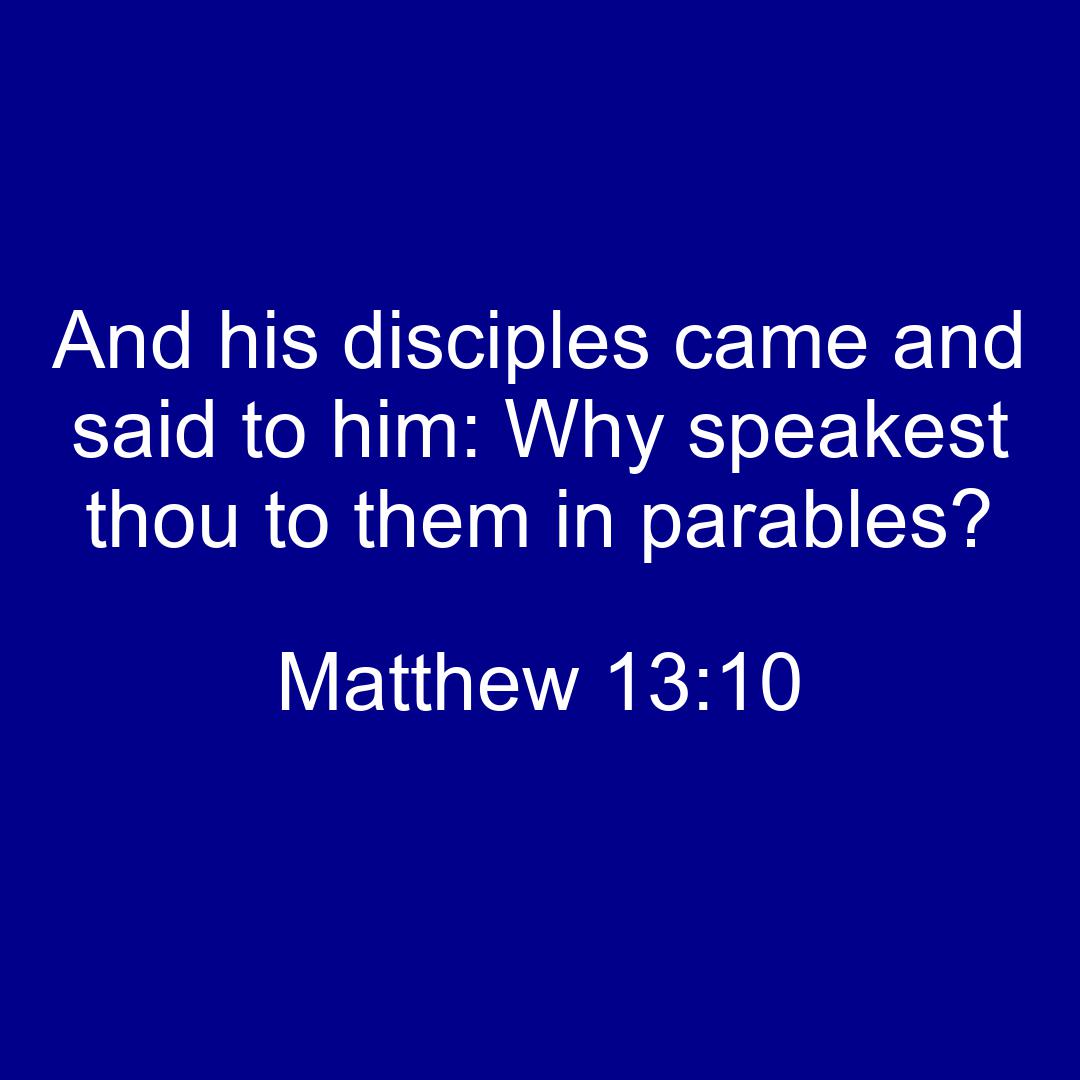 And his disciples came and
said to him: Why speakest
thou to them in parables?
Matthew 13:10